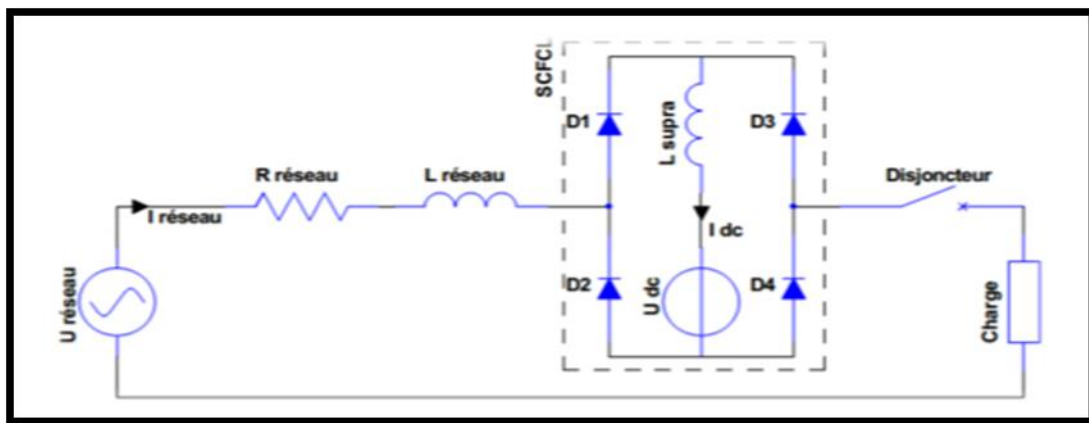 SCFCL
D1
L supra
D3
R réseau
L réseau
Disjoncteur
I réseau
I dc
U réseau
D2
U dc
D4
Charge